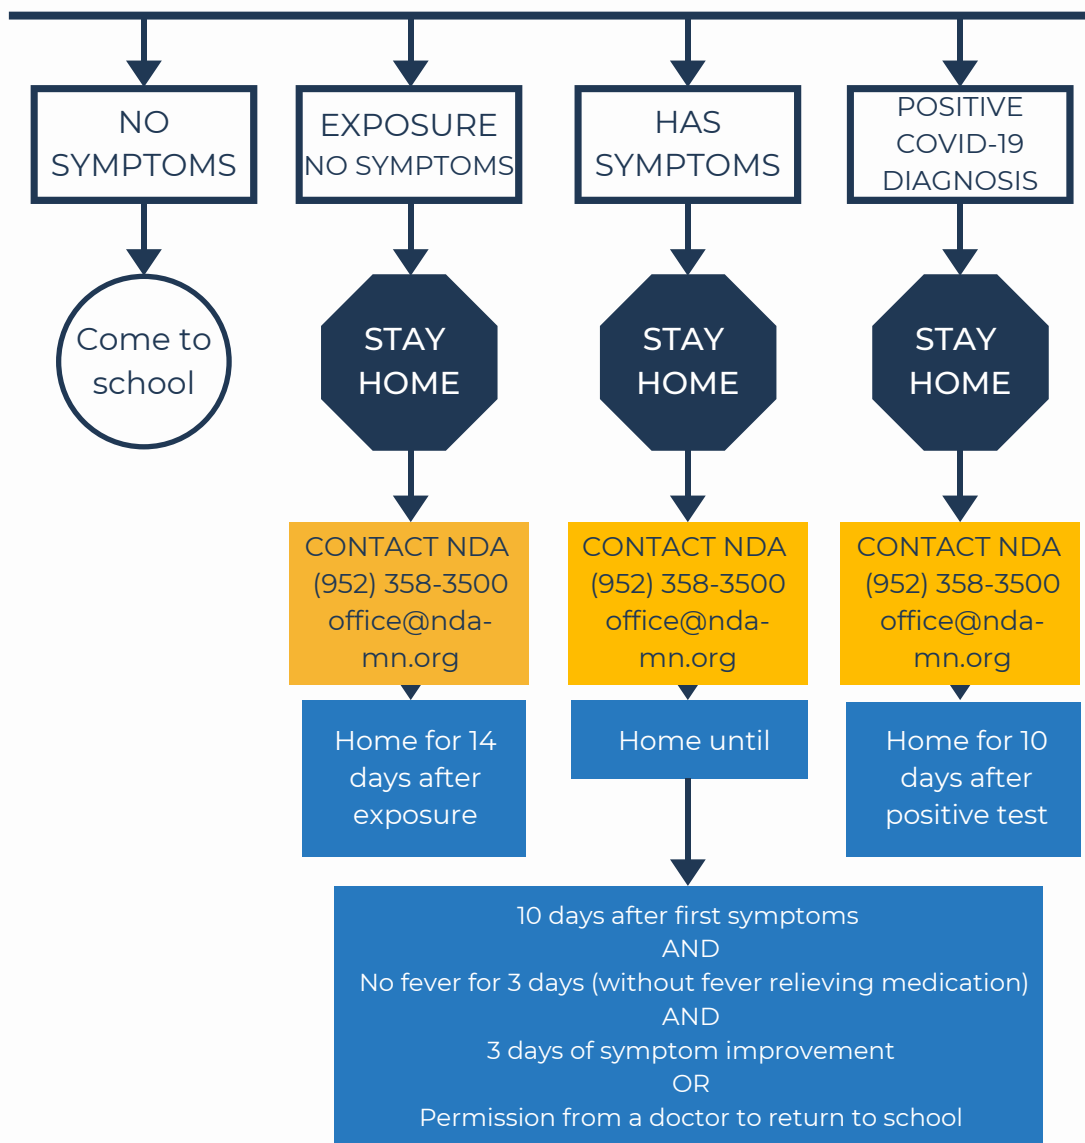 NO
SYMPTOMS
EXPOSURE
NO SYMPTOMS
HAS
SYMPTOMS
POSITIVE
COVID-19
DIAGNOSIS
Come to
school
STAY
HOME
STAY
HOME
STAY
HOME
CONTACT NDA
(952) 358-3500
office@nda-
mn.org
CONTACT NDA
(952) 358-3500
office@nda-
mn.org
CONTACT NDA
(952) 358-3500
office@nda-
mn.org
Home for 14
days after
exposure
Home until
Home for 10
days after
positive test
10 days after first symptoms
AND
No fever for 3 days (without fever relieving medication)
AND
3 days of symptom improvement
OR
Permission from a doctor to return to school